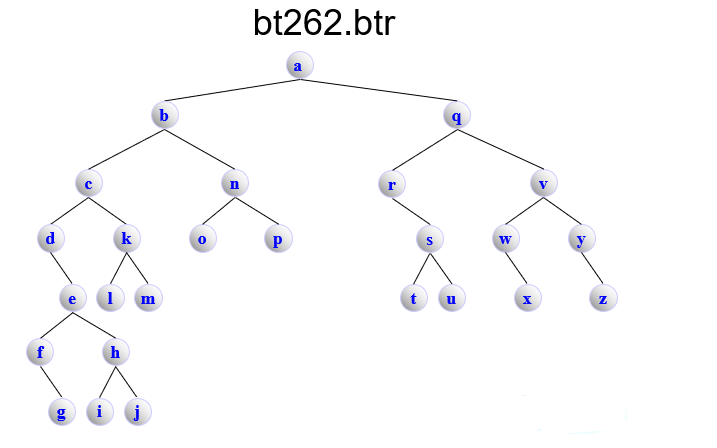 bt262.btr
a
b q
c n r v
d k o p s w y
e l m t u x z
f h
g i j